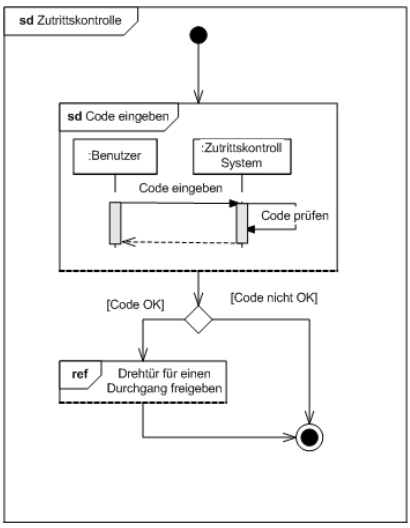 sd Zutrittskontrolle
sd Code eingeben
:Benutzer
:Zutrittskontroll
System
Code eingeben
Code prüfen
[Code OK]
[Code nicht OK]
ref
Drehtür für einen
Durchgang freigeben